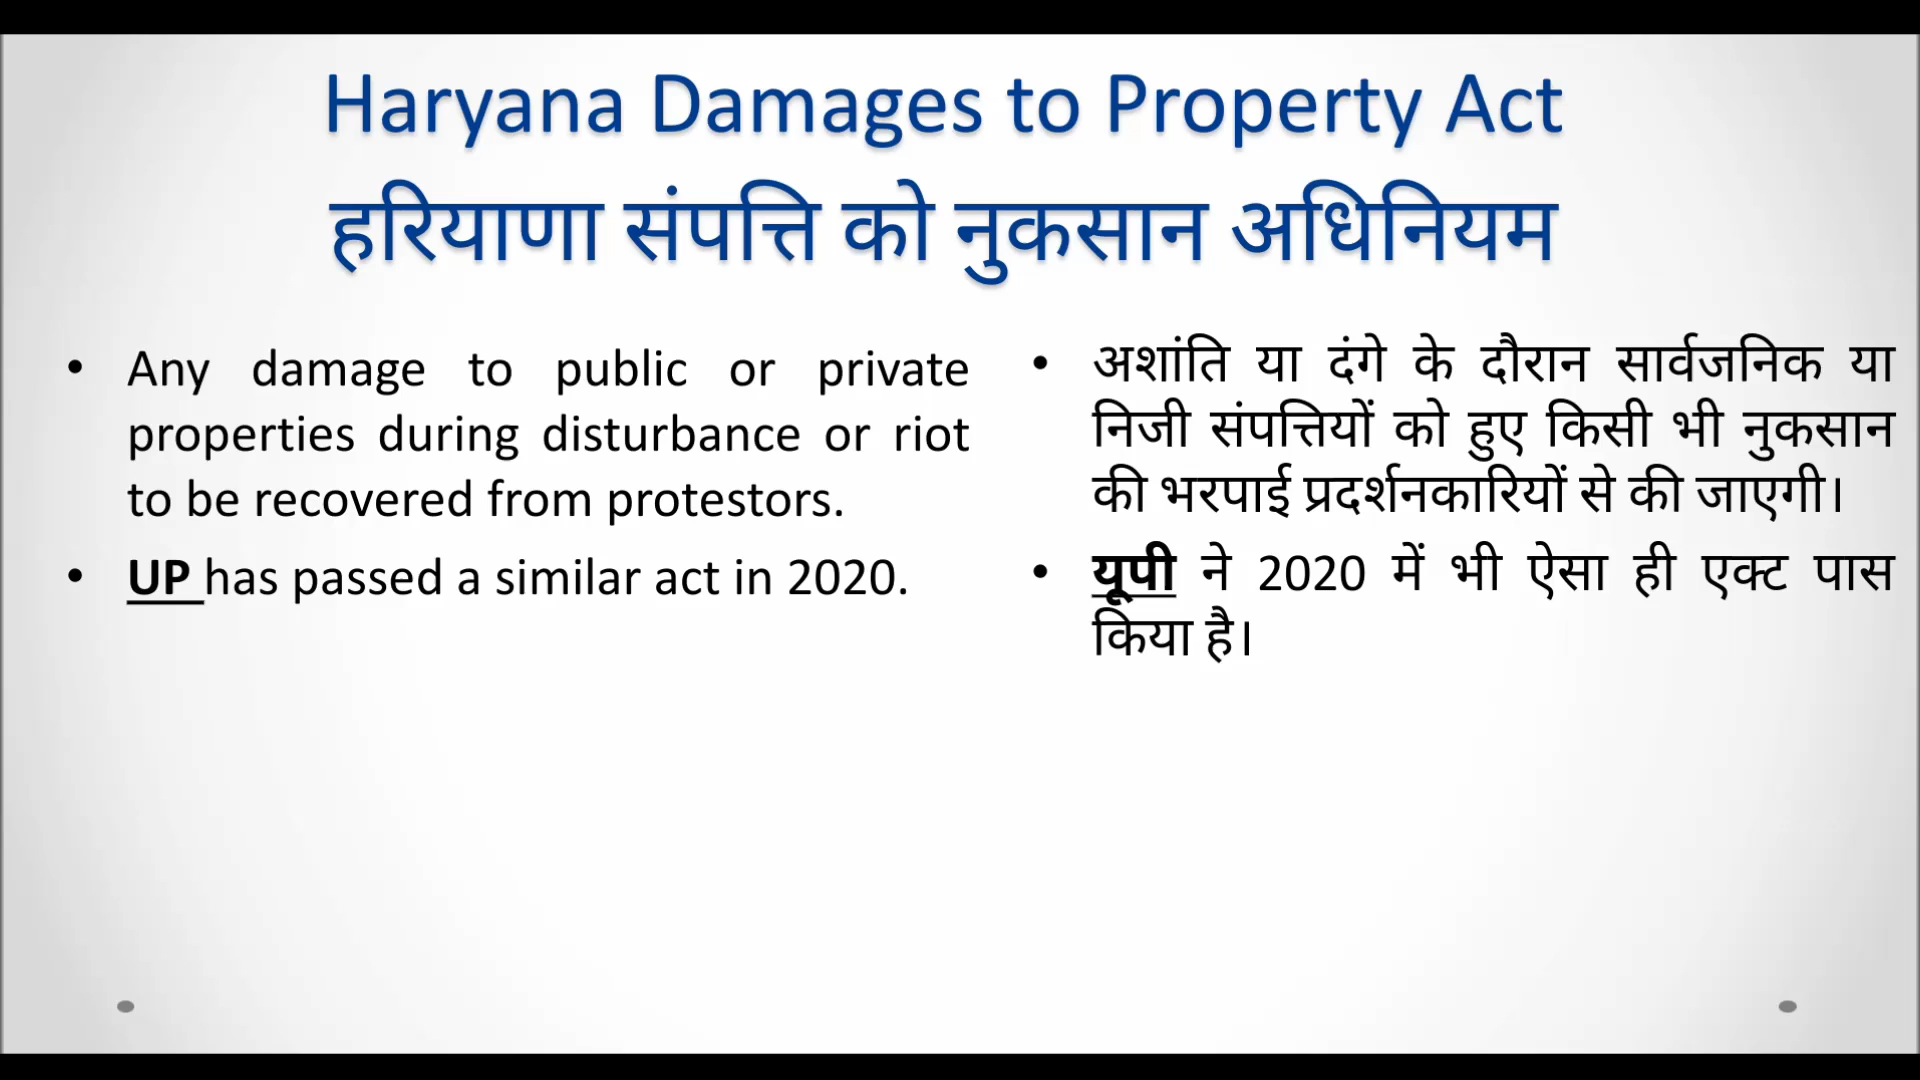 Haryana Damages to Property Act
हरियाणा संपत्ति को नुकसान अधिनियम
• Any damage to public or private
properties during disturbance or riot
to be recovered from protestors.
• UP has passed a similar act in 2020.
• अशांति या दंगे के दौरान सार्वजनिक या
निजी संपत्तियों को हुए किसी भी नुकसान
की भरपाई प्रदर्शनकारियों से की जाएगी।
• यूपी ने 2020 में भी ऐसा ही एक्ट पास
किया है।